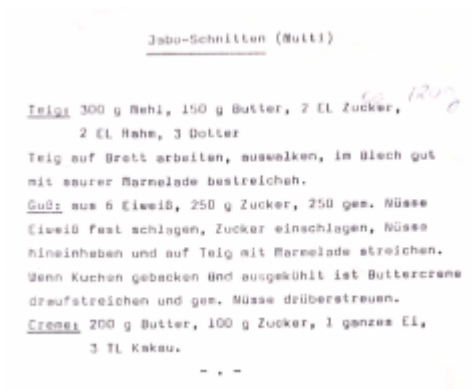 Jabo-Schnitten (Mutti)
Teig: 300 g Mehl, 150 g Butter, 2 EL Zucker,
2 EL Rahm, 3 Dotter
Teig auf Brett arbeiten, auswalken, im Blech gut
mit saurer Marmelade bestreichen.
Guß: aus 6 Eiweiß, 250 g Zucker, 250 gem. Nüsse
Eiweiß fest schlagen, Zucker einschlagen, Nüsse
hineinheben und auf Teig mit Marmelade streichen.
Wenn Kuchen gebacken und ausgekühlt ist Buttercreme
draufstreichen und gem. Nüsse drüberstreuen.
Creme: 200 g Butter, 100 g Zucker, 1 ganzes Ei,
3 TL Kakau.
- . -